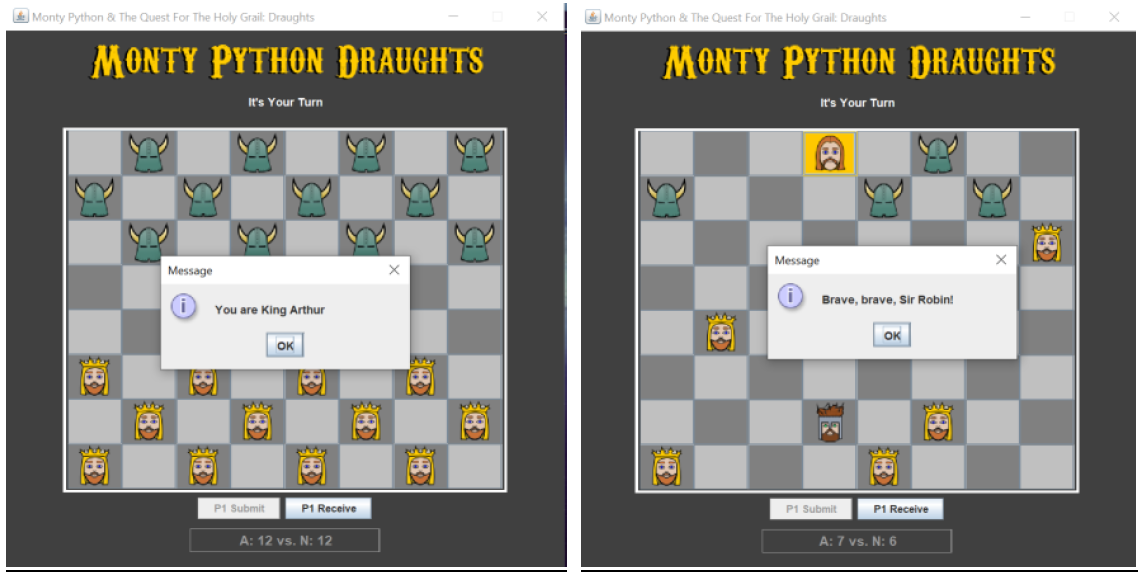 Monty Python & The Quest For The Holy Grail: Draughts
MONTY PYTHON DRAUGHTS
It's Your Turn
Message
i
You are King Arthur
OK
P1 Submit
P1 Receive
A: 12 vs. N: 12
Monty Python & The Quest For The Holy Grail: Draughts
MONTY PYTHON DRAUGHTS
It's Your Turn
Message
i
Brave, brave, Sir Robin!
OK
P1 Submit
P1 Receive
A: 7 vs. N: 6